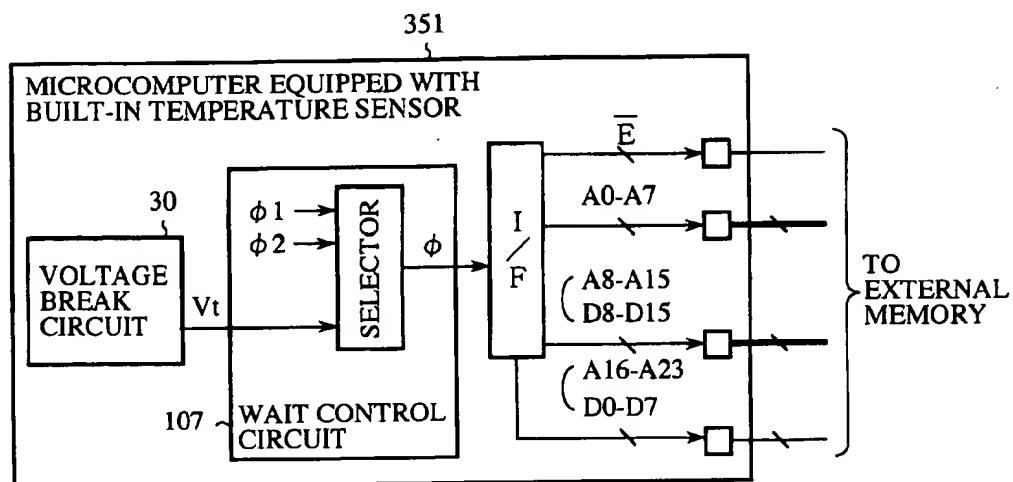 351
MICROCOMPUTER EQUIPPED WITH
BUILT-IN TEMPERATURE SENSOR
30
VOLTAGE
BREAK
CIRCUIT
Vt
ϕ1
ϕ2
SELECTOR
ϕ
107
WAIT CONTROL
CIRCUIT
I/F
E̅
A0-A7
A8-A15
D8-D15
A16-A23
D0-D7
TO
EXTERNAL
MEMORY